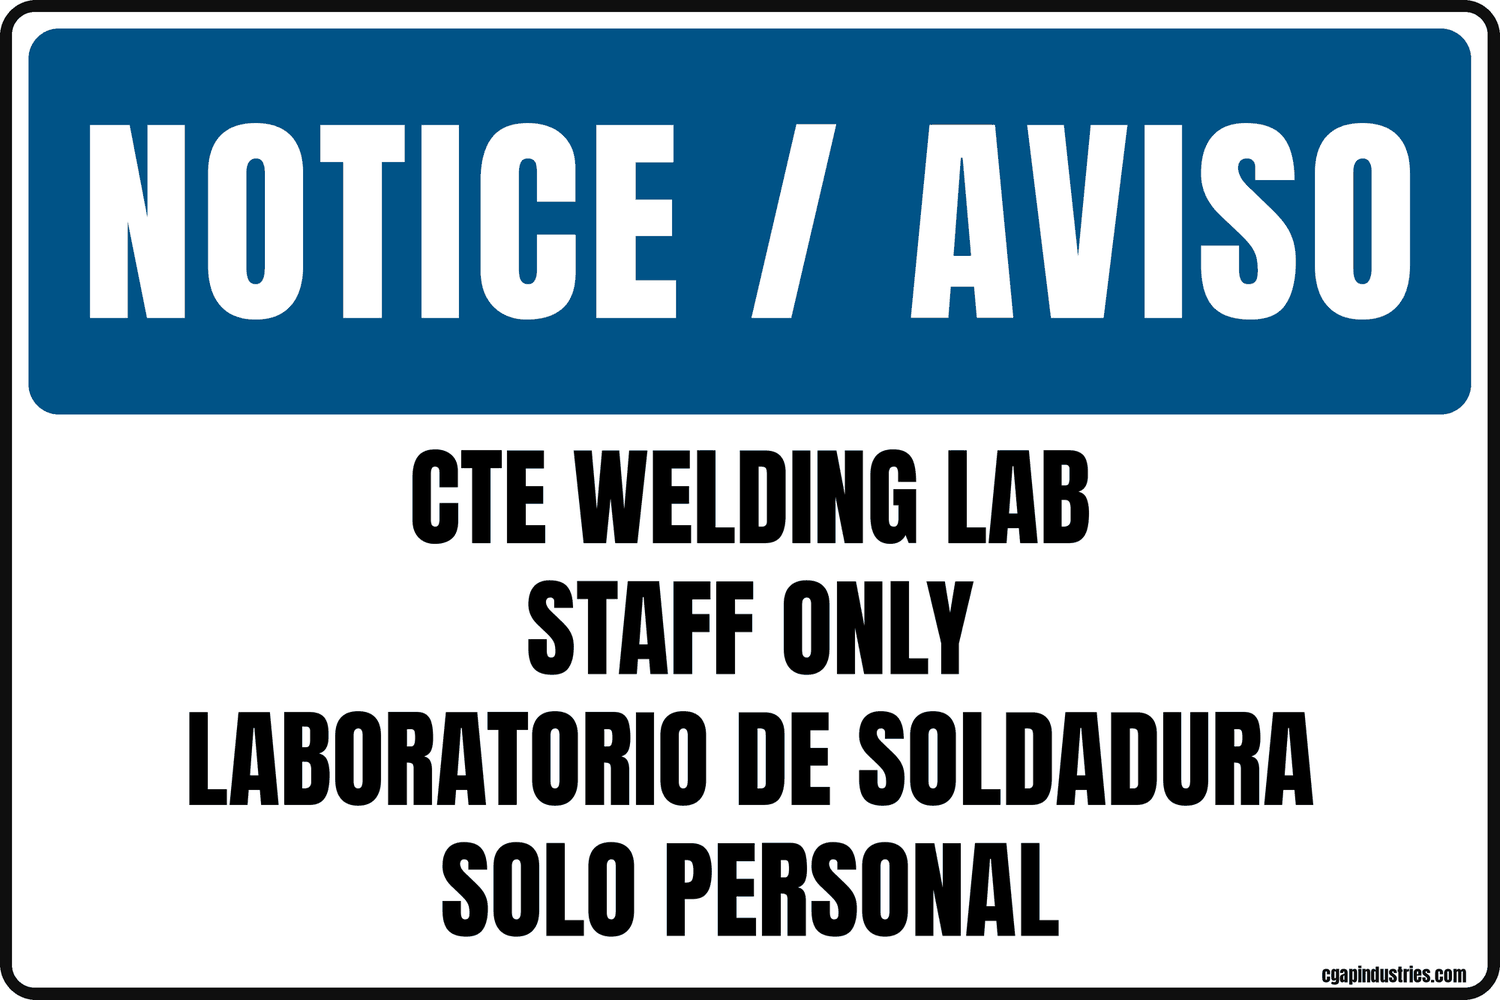 NOTICE / AVISO
CTE WELDING LAB
STAFF ONLY
LABORATORIO DE SOLDADURA
SOLO PERSONAL
cgapindustries.com